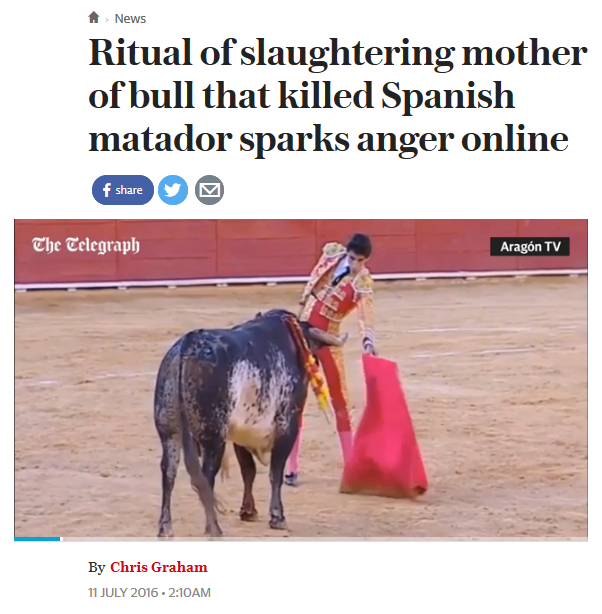 News
Ritual of slaughtering mother
of bull that killed Spanish
matador sparks anger online
f share
The Telegraph
Aragón TV
By Chris Graham
11 JULY 2016 • 2:10AM